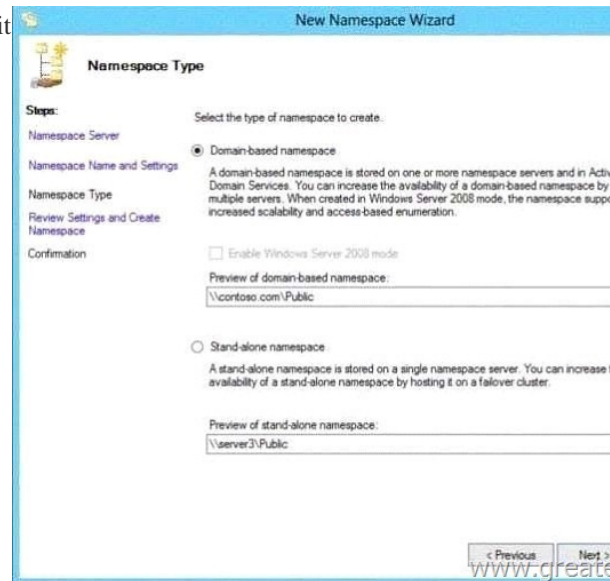 it
New Namespace Wizard
Namespace Type
Steps:
Namespace Server
Namespace Name and Settings
Namespace Type
Review Settings and Create
Namespace
Confirmation
Select the type of namespace to create.
Domain-based namespace
A domain-based namespace is stored on one or more namespace servers and in Activ
Domain Services. You can increase the availability of a domain-based namespace by
multiple servers. When created in Windows Server 2008 mode, the namespace suppo
increased scalability and access-based enumeration.
Enable Windows Server 2008 mode
Preview of domain-based namespace:
\\contoso.com\Public
Stand-alone namespace
A stand-alone namespace is stored on a single namespace server. You can increase
availability of a stand-alone namespace by hosting it on a failover cluster.
Preview of stand-alone namespace:
\\server3\Public
< Previous
Next >
www.greate